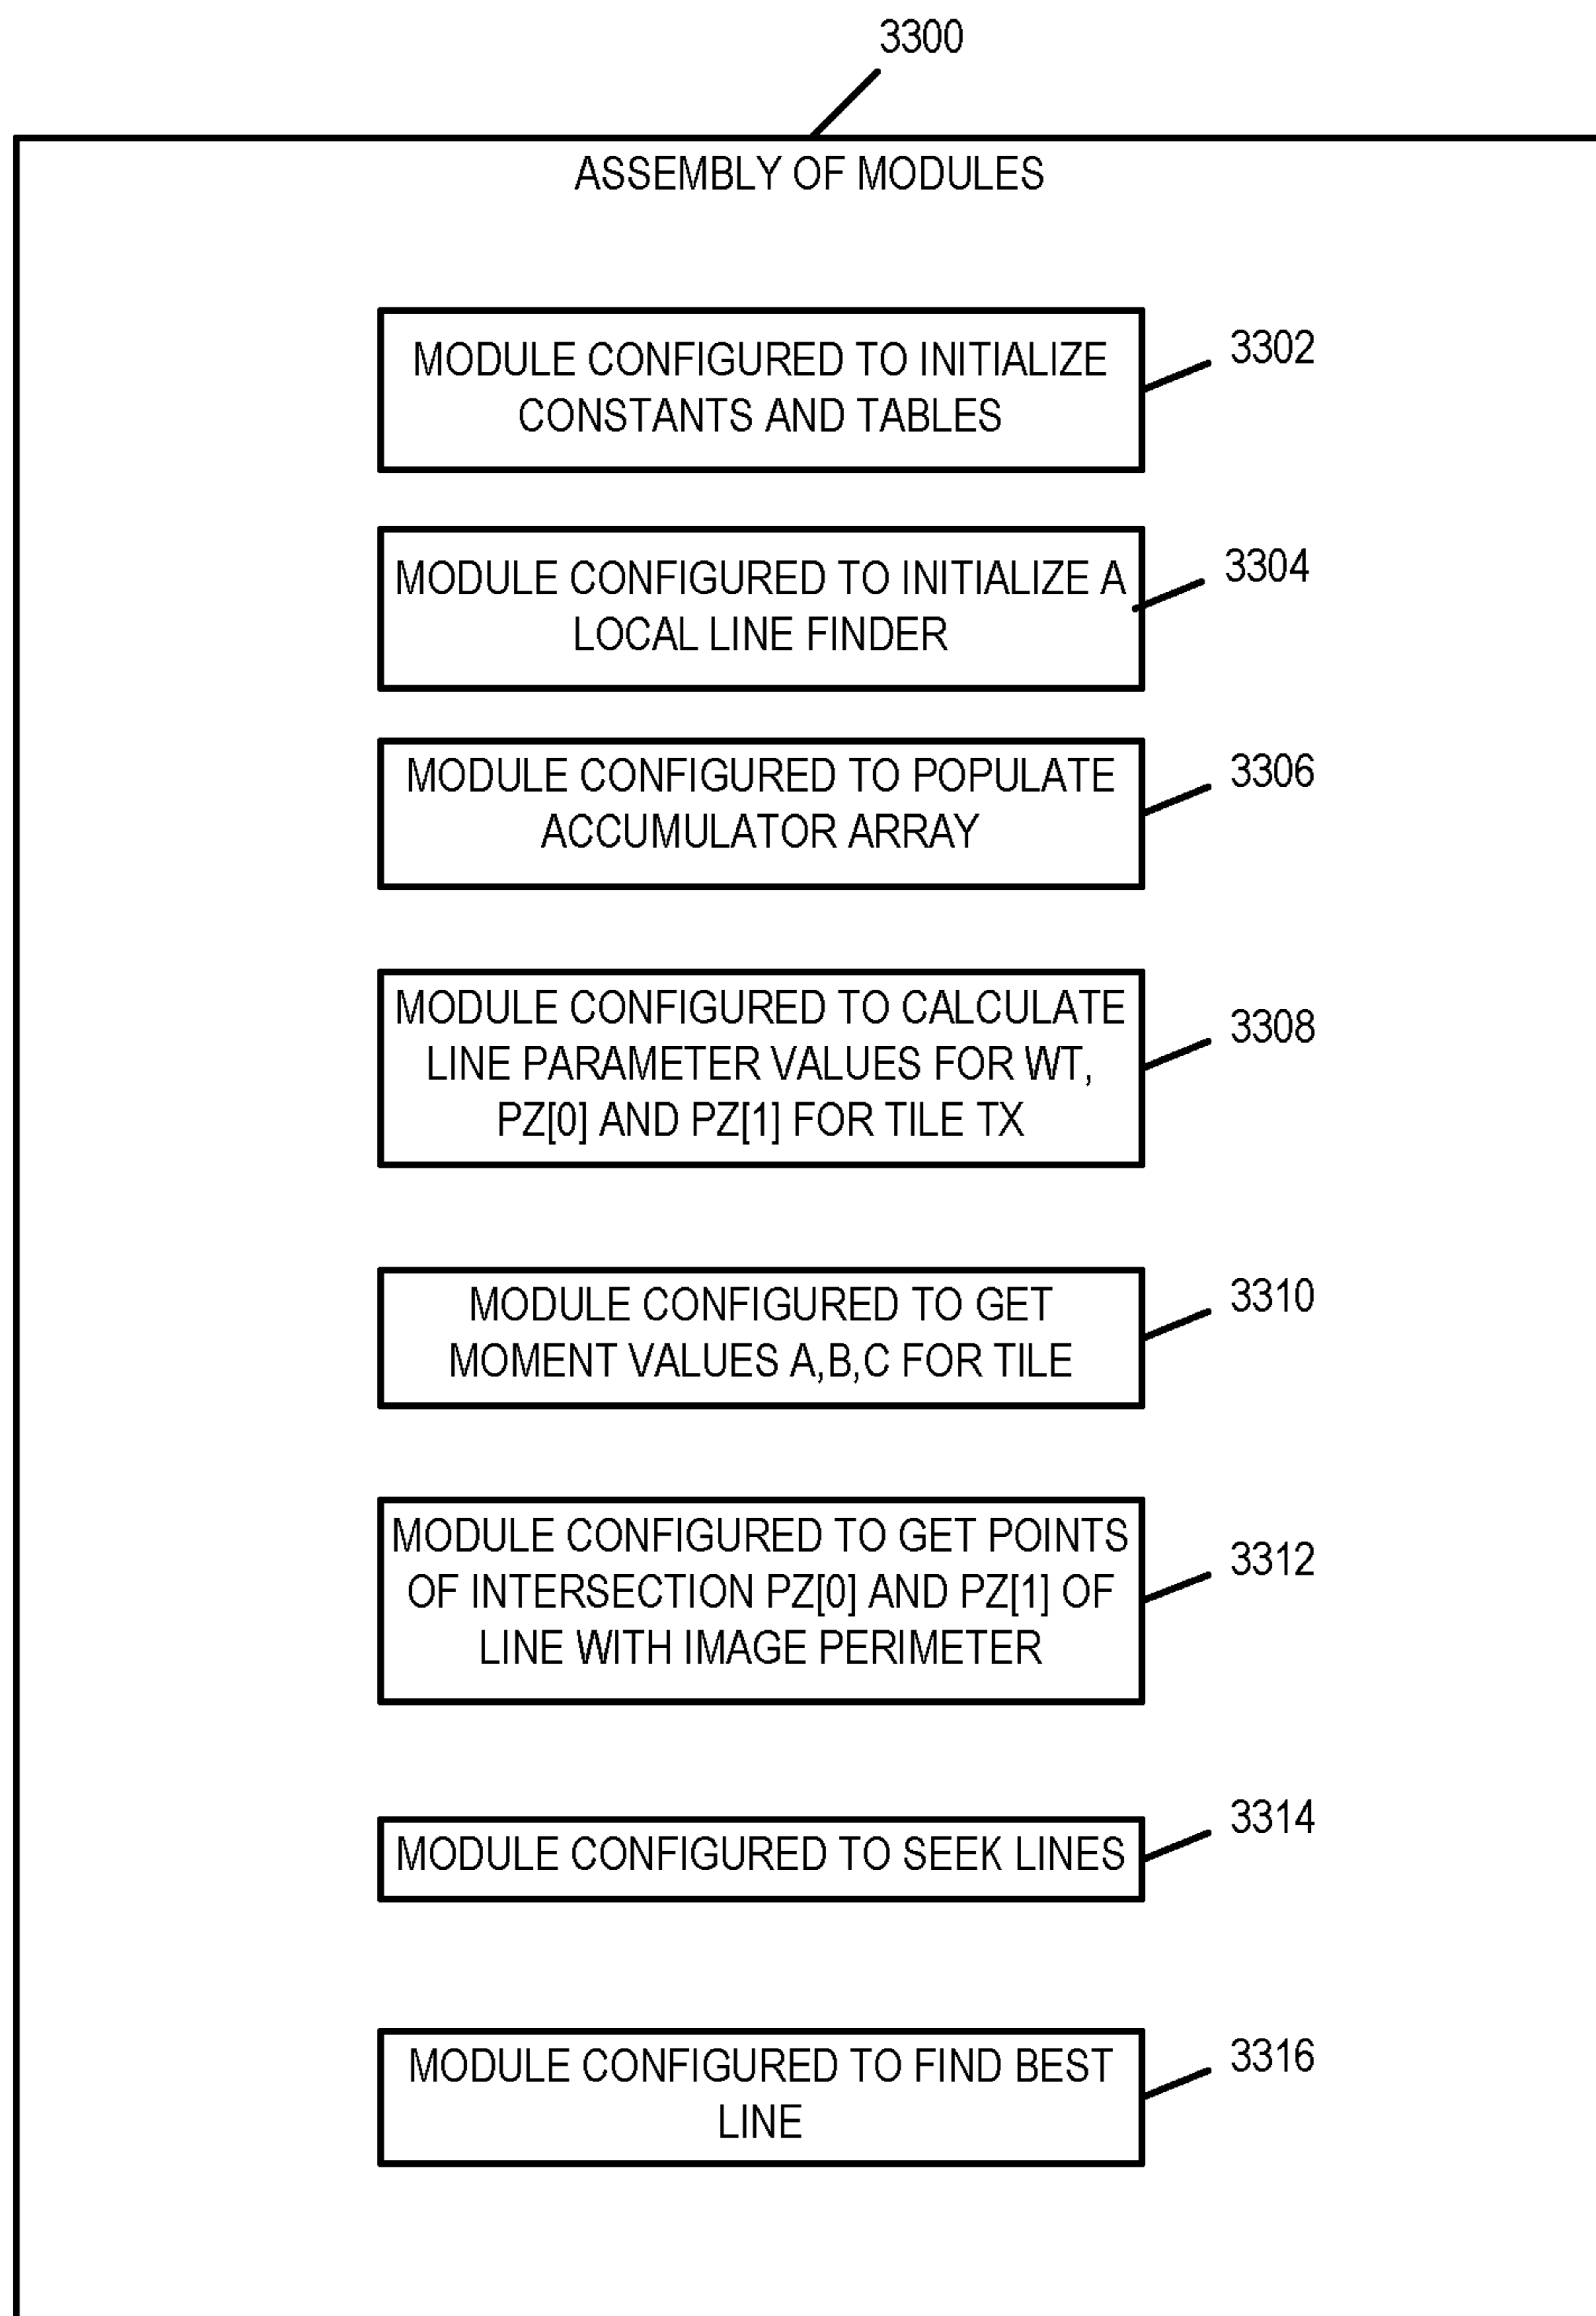 3300
ASSEMBLY OF MODULES
MODULE CONFIGURED TO INITIALIZE
CONSTANTS AND TABLES
3302
MODULE CONFIGURED TO INITIALIZE A
LOCAL LINE FINDER
3304
MODULE CONFIGURED TO POPULATE
ACCUMULATOR ARRAY
3306
MODULE CONFIGURED TO CALCULATE
LINE PARAMETER VALUES FOR WT,
PZ[0] AND PZ[1] FOR TILE TX
3308
MODULE CONFIGURED TO GET
MOMENT VALUES A,B,C FOR TILE
3310
MODULE CONFIGURED TO GET POINTS
OF INTERSECTION PZ[0] AND PZ[1] OF
LINE WITH IMAGE PERIMETER
3312
MODULE CONFIGURED TO SEEK LINES
3314
MODULE CONFIGURED TO FIND BEST
LINE
3316